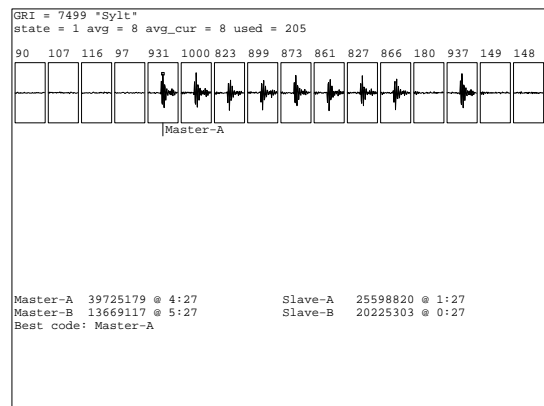 GRI = 7499 "Sylt"
state = 1 avg = 8 avg_cur = 8 used = 205
90 107 116 97 931 1000 823 899 873 861 827 866 180 937 149 148
Master-A
Master-A 39725179 @ 4:27 Slave-A 25598820 @ 1:27
Master-B 13669117 @ 5:27 Slave-B 20225303 @ 0:27
Best code: Master-A